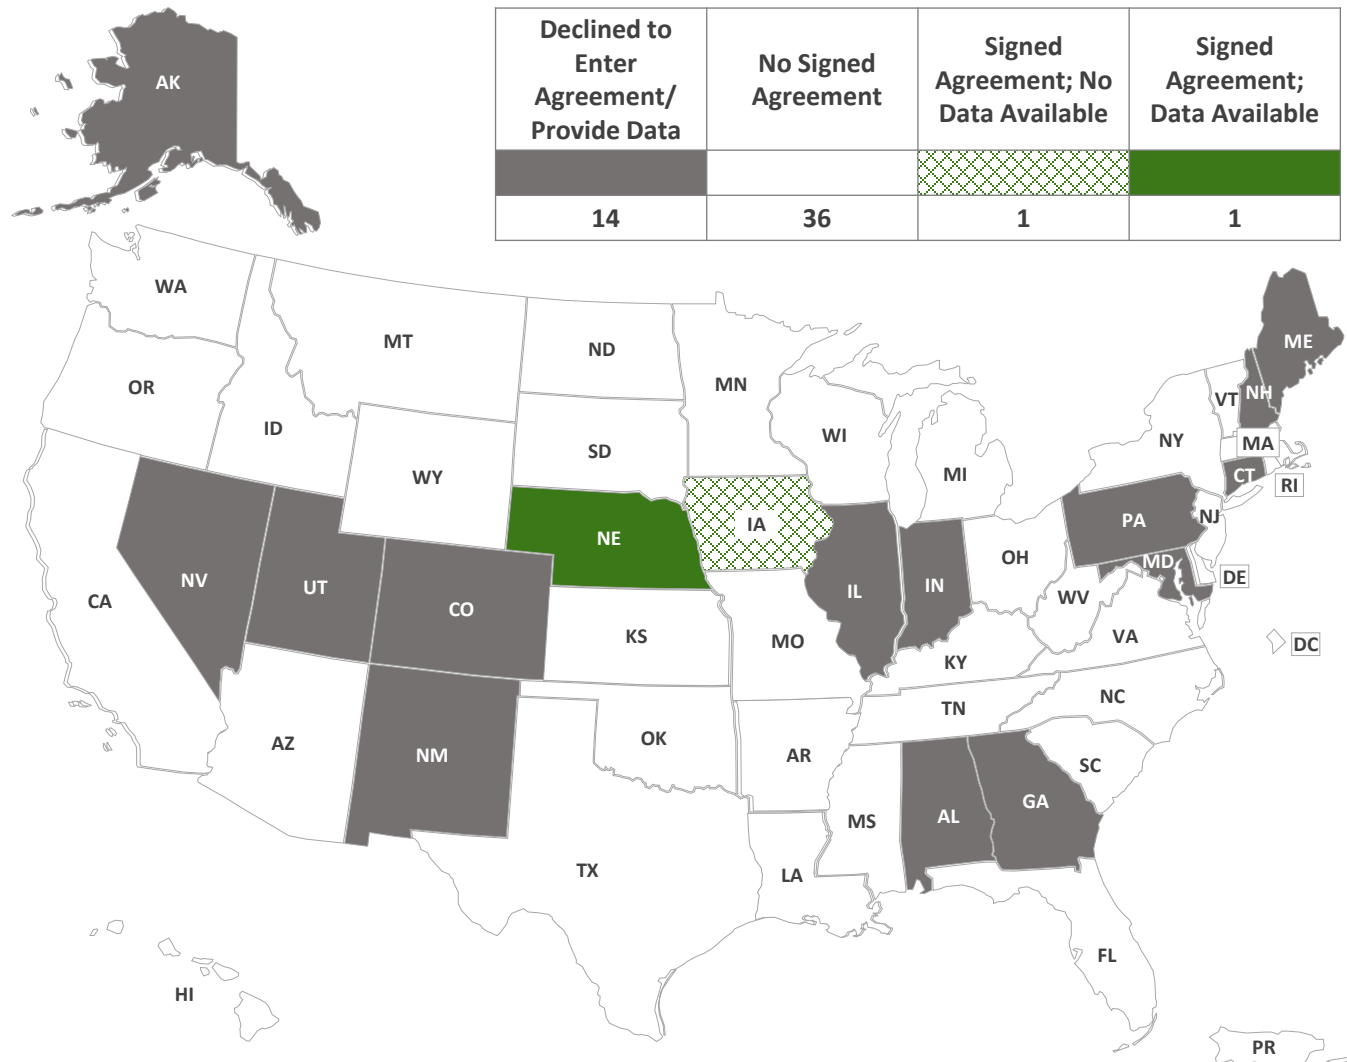 Declined to
Enter
Agreement/
Provide Data
No Signed
Agreement
Signed
Agreement; No
Data Available
Signed
Agreement;
Data Available
14 36 1 1
AK
WA
MT
ND
MN
OR
ID
WY
SD
WI
MI
NY
VT
NH
ME
MA
CT
RI
NV
UT
CO
NE
IA
IL
IN
OH
PA
NJ
MD
DE
DC
CA
KS
MO
KY
WV
VA
AZ
NM
OK
AR
TN
NC
SC
TX
LA
MS
AL
GA
FL
HI
PR